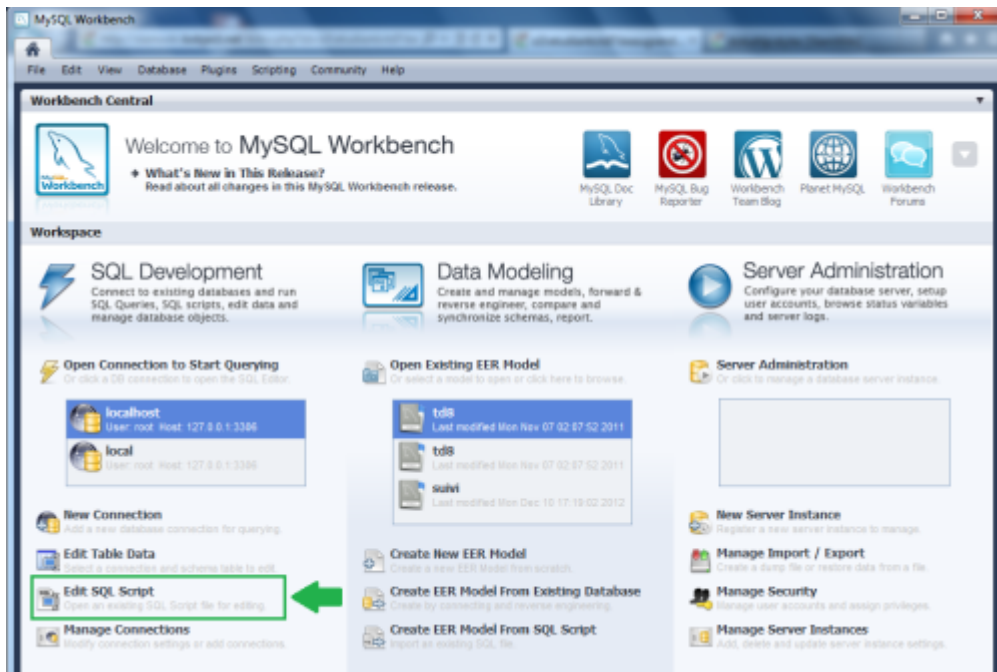 MySQL Workbench
File Edit View Database Plugins Scripting Community Help
Workbench Central
MySQL
Workbench
Welcome to MySQL Workbench
What's New in This Release?
Read about all changes in this MySQL Workbench release.
MySQL Doc
Library
MySQL Bug
Reporter
Workbench
Team Blog
Planet MySQL
Workbench
Forums
Workspace
SQL Development
Connect to existing databases and run
SQL Queries, SQL scripts, edit data and
manage database objects.
Open Connection to Start Querying
Or click a DB connection to open the SQL Editor.
localhost
User: root Host: 127.0.0.1:3306
local
User: root Host: 127.0.0.1:3306
New Connection
Add a new database connection for querying.
Edit Table Data
Select a connection and schema table to edit.
Edit SQL Script
Open an existing SQL Script file for editing.
Manage Connections
Modify connection settings or add connections.
Data Modeling
Create and manage models, forward &
reverse engineer, compare and
synchronize schemas, report.
Open Existing EER Model
Or select a model to open or click here to browse.
td8
Last modified Mon Nov 07 02:07:52 2011
td8
Last modified Mon Nov 07 02:07:52 2011
suivi
Last modified Mon Dec 10 17:19:02 2012
Create New EER Model
Create a new EER Model from scratch.
Create EER Model From Existing Database
Create by connecting and reverse engineering.
Create EER Model From SQL Script
Import an existing SQL file.
Server Administration
Configure your database server, setup
user accounts, browse status variables
and server logs.
Server Administration
Or click to manage a database server instance.
New Server Instance
Register a new server instance to manage.
Manage Import / Export
Create a dump file or restore data from a file.
Manage Security
Manage user accounts and assign privileges.
Manage Server Instances
Add, delete and update server instance settings.